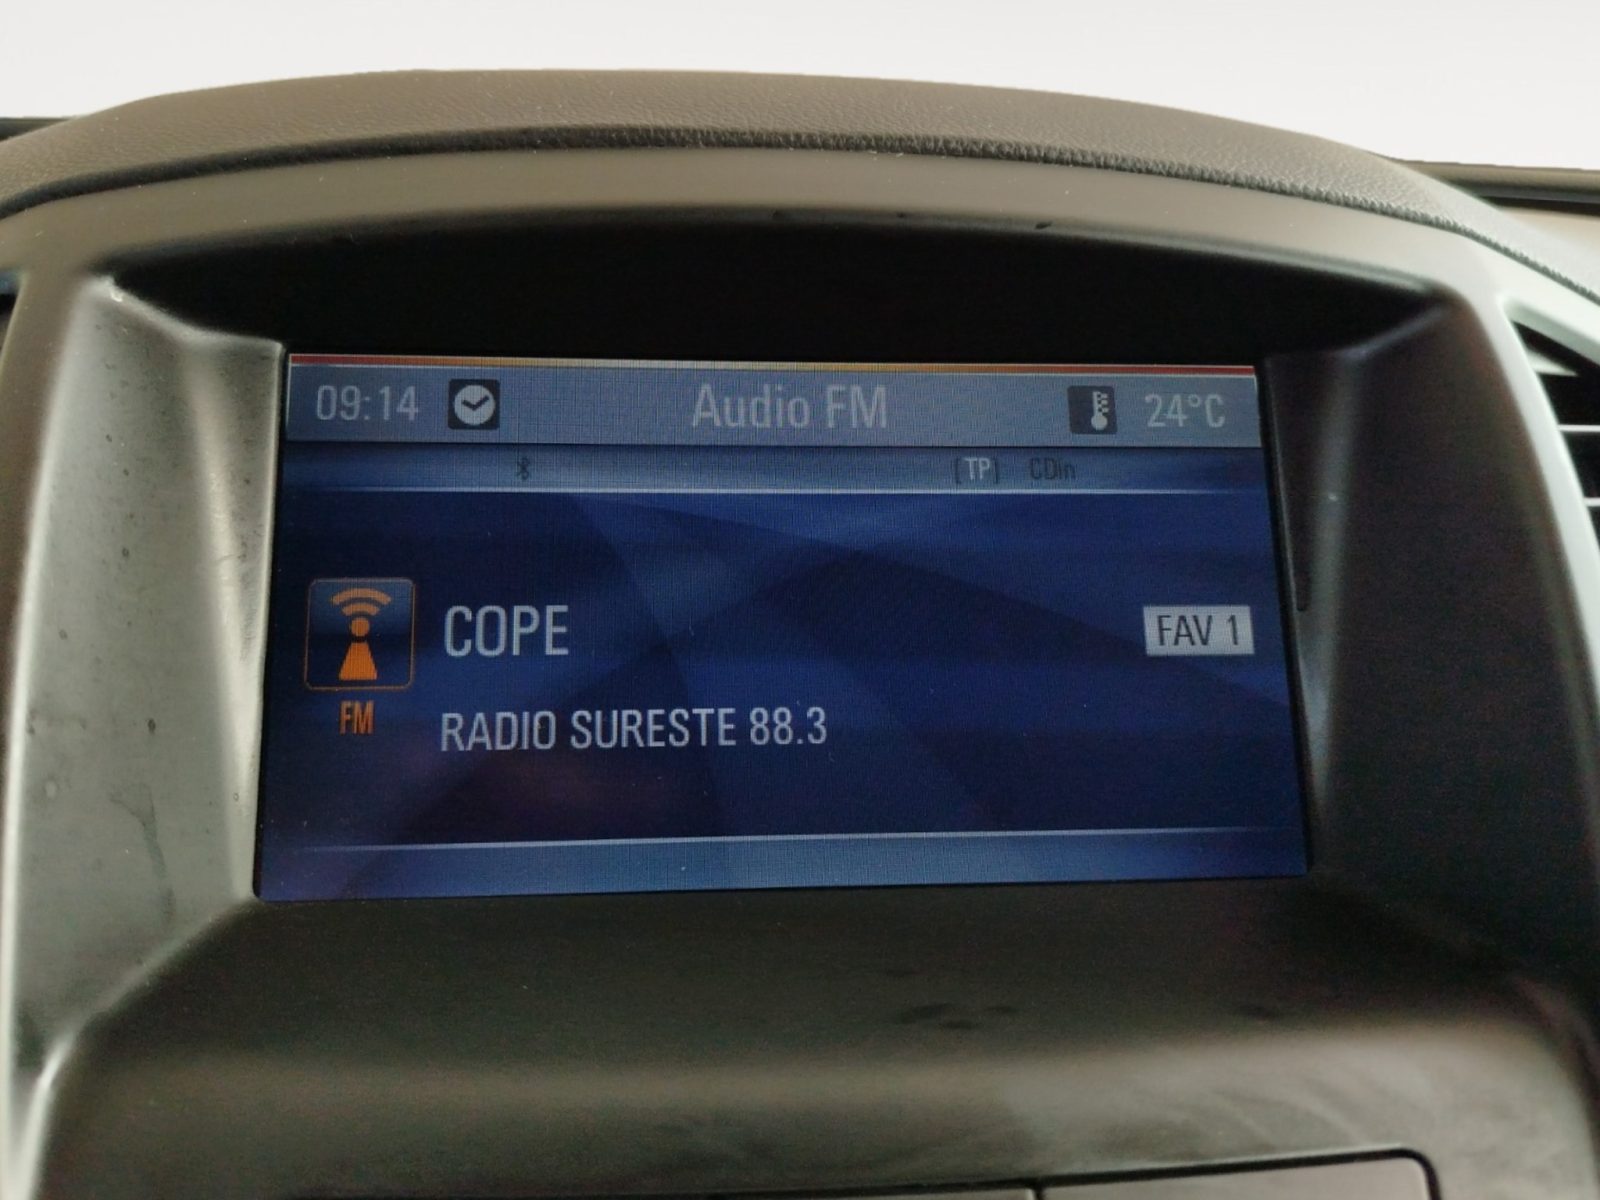 09:14 Audio FM 24°C
[TP] CDin
COPE FAV 1
FM RADIO SURESTE 88.3